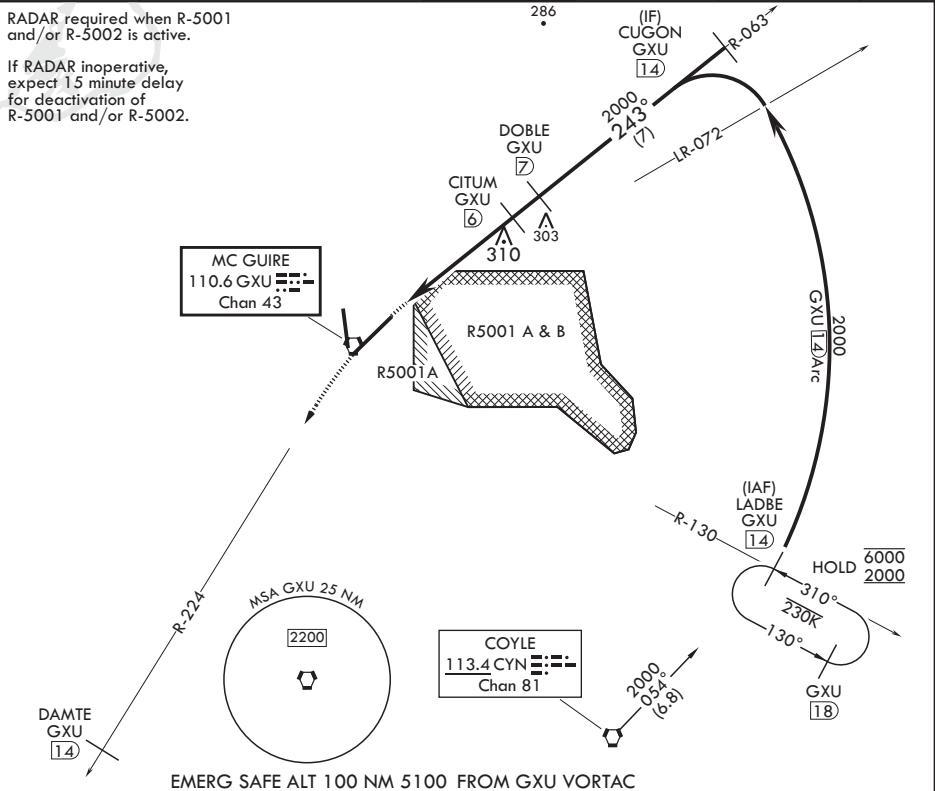 RADAR required when R-5001
and/or R-5002 is active.
If RADAR inoperative,
expect 15 minute delay
for deactivation of
R-5001 and/or R-5002.
286
(IF)
CUGON
GXU
14
R-063
2000
243°
(7)
LR-072
DOBLE
GXU
7
CITUM
GXU
6
303
310
MC GUIRE
110.6 GXU
Chan 43
R5001 A & B
R5001A
2000
GXU 14 Arc
(IAF)
LADBE
GXU
14
R-130
HOLD 6000
2000
310°
230K
130°
GXU
18
R-224
MSA GXU 25 NM
2200
COYLE
113.4 CYN
Chan 81
2000
054°
(6.8)
DAMTE
GXU
14
EMERG SAFE ALT 100 NM 5100 FROM GXU VORTAC